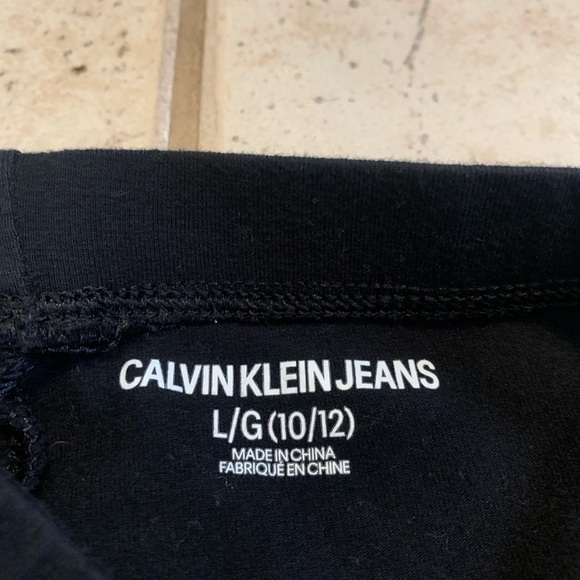 CALVIN KLEIN JEANS
L/G (10/12)
MADE IN CHINA
FABRIQUÉ EN CHINE